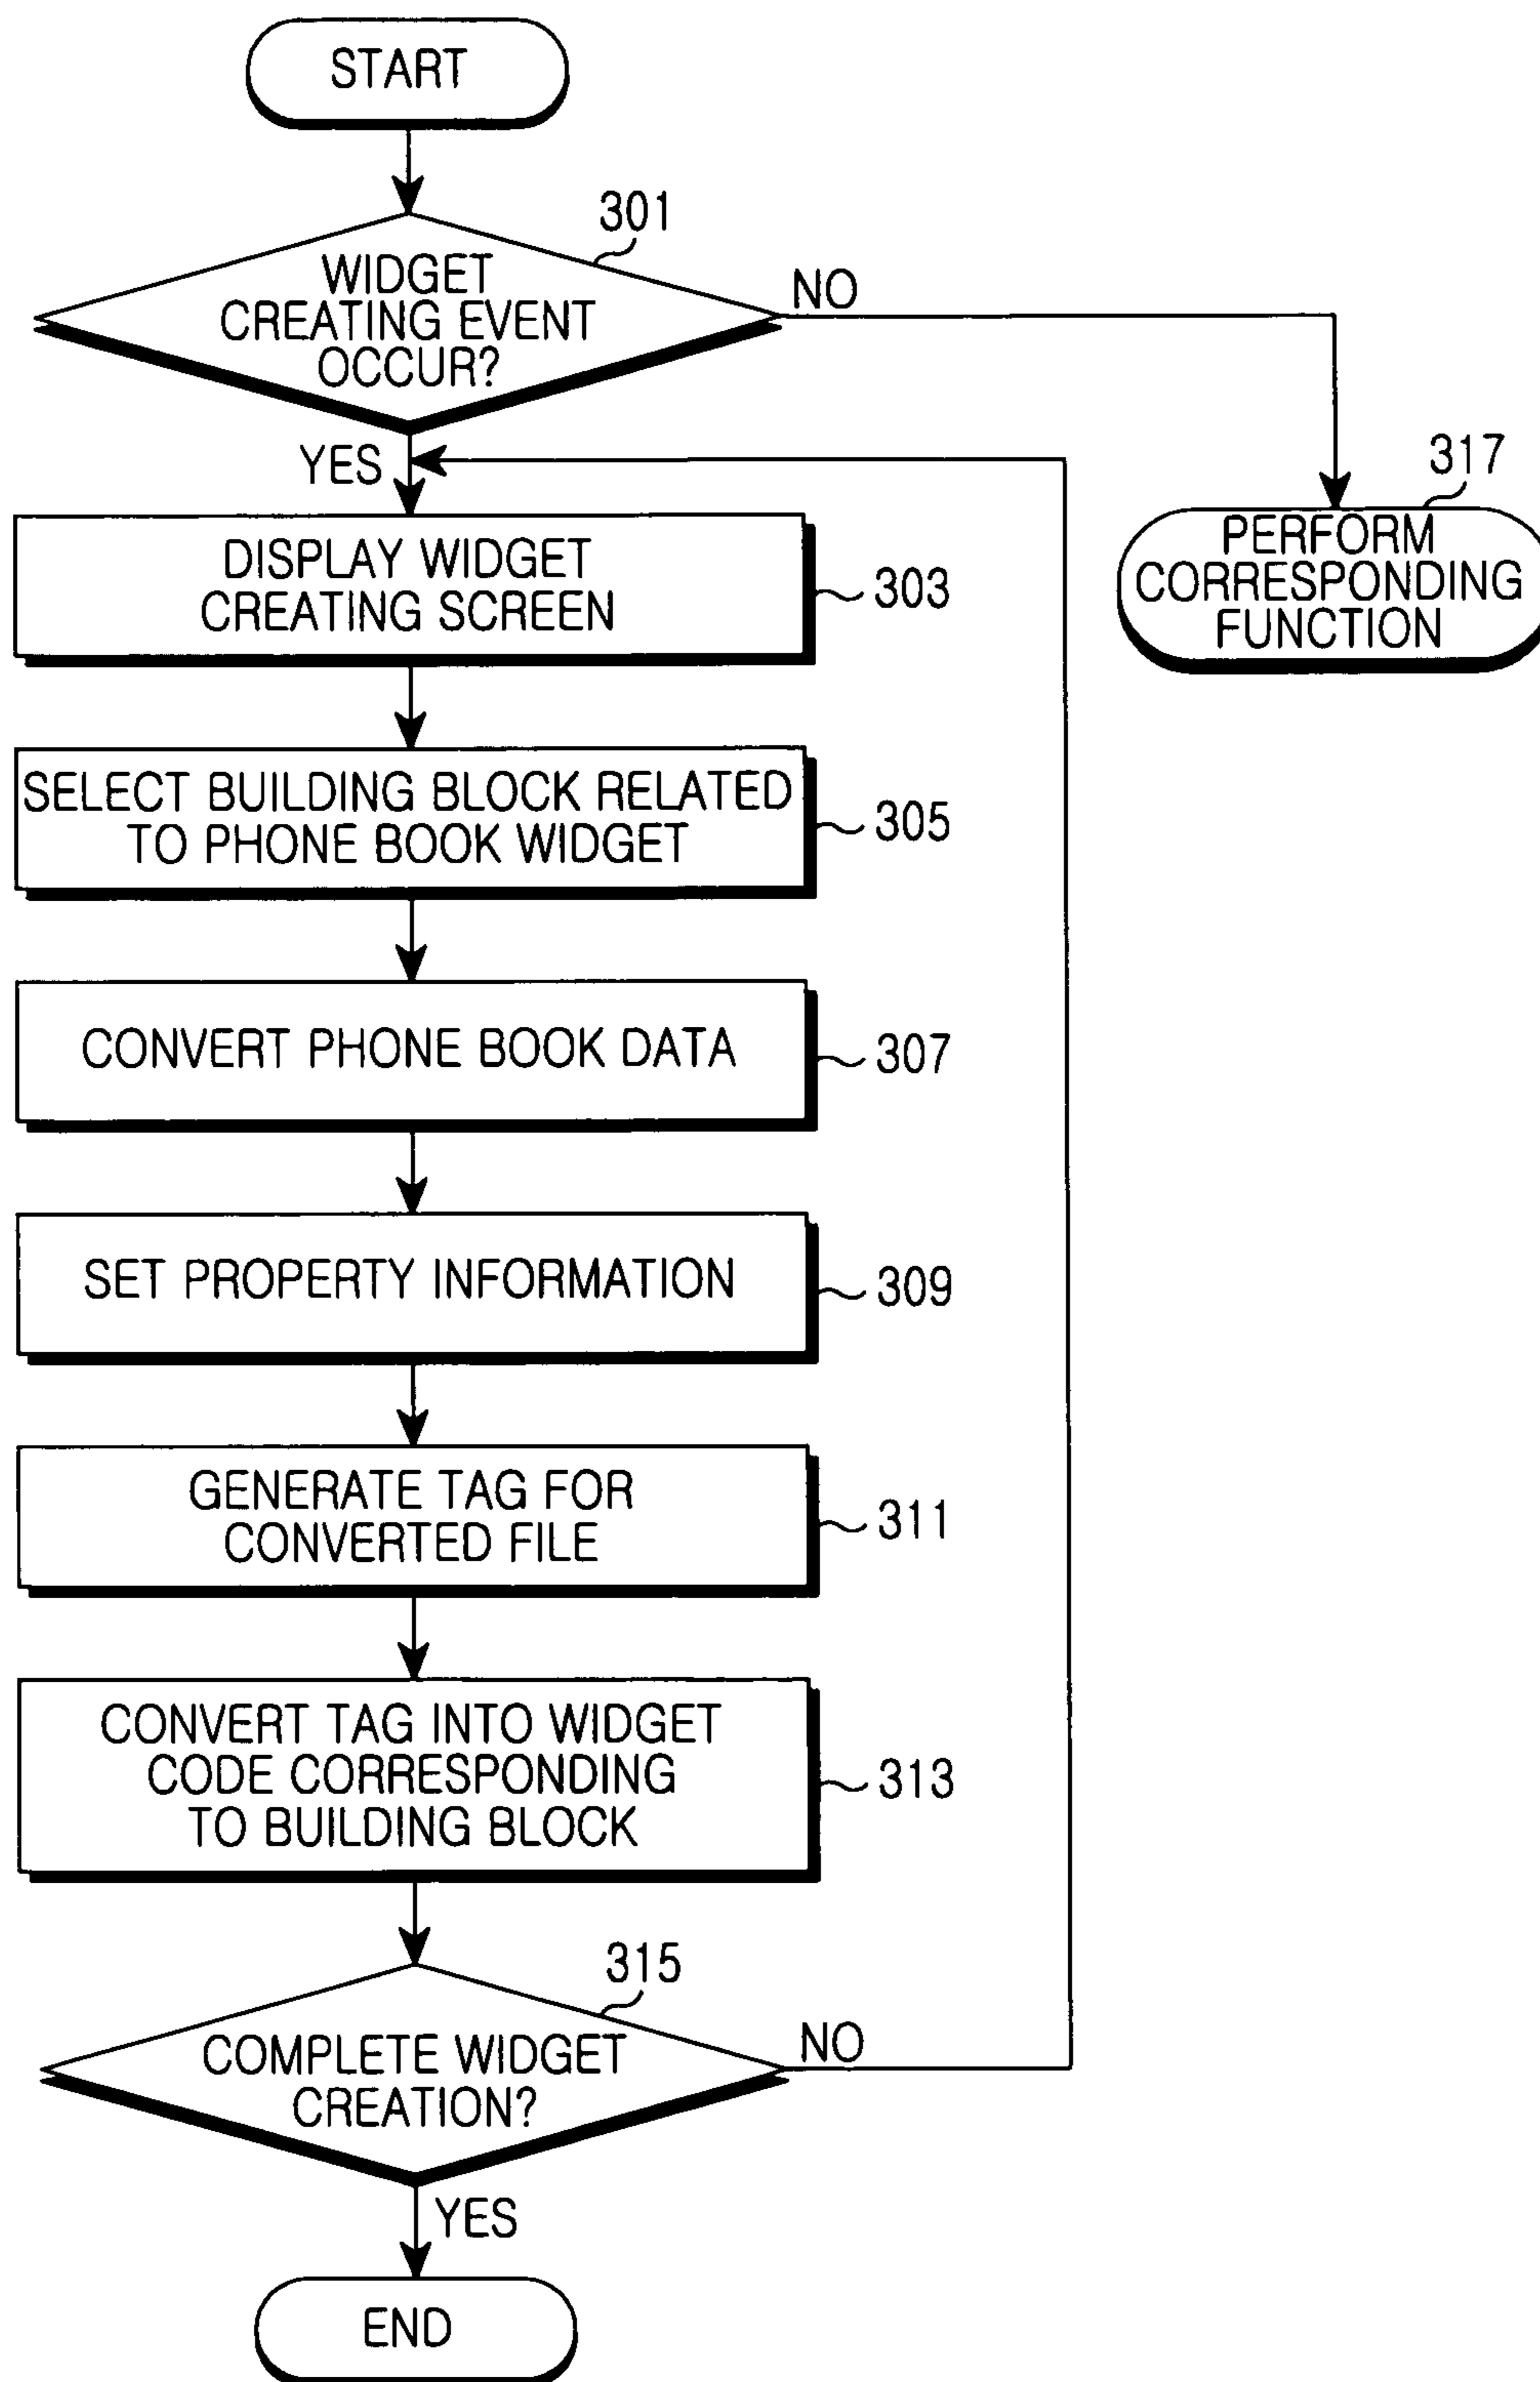 START
301
WIDGET
CREATING EVENT
OCCUR?
NO
YES
317
PERFORM
CORRESPONDING
FUNCTION
DISPLAY WIDGET
CREATING SCREEN
303
SELECT BUILDING BLOCK RELATED
TO PHONE BOOK WIDGET
305
CONVERT PHONE BOOK DATA
307
SET PROPERTY INFORMATION
309
GENERATE TAG FOR
CONVERTED FILE
311
CONVERT TAG INTO WIDGET
CODE CORRESPONDING
TO BUILDING BLOCK
313
315
COMPLETE WIDGET
CREATION?
NO
YES
END